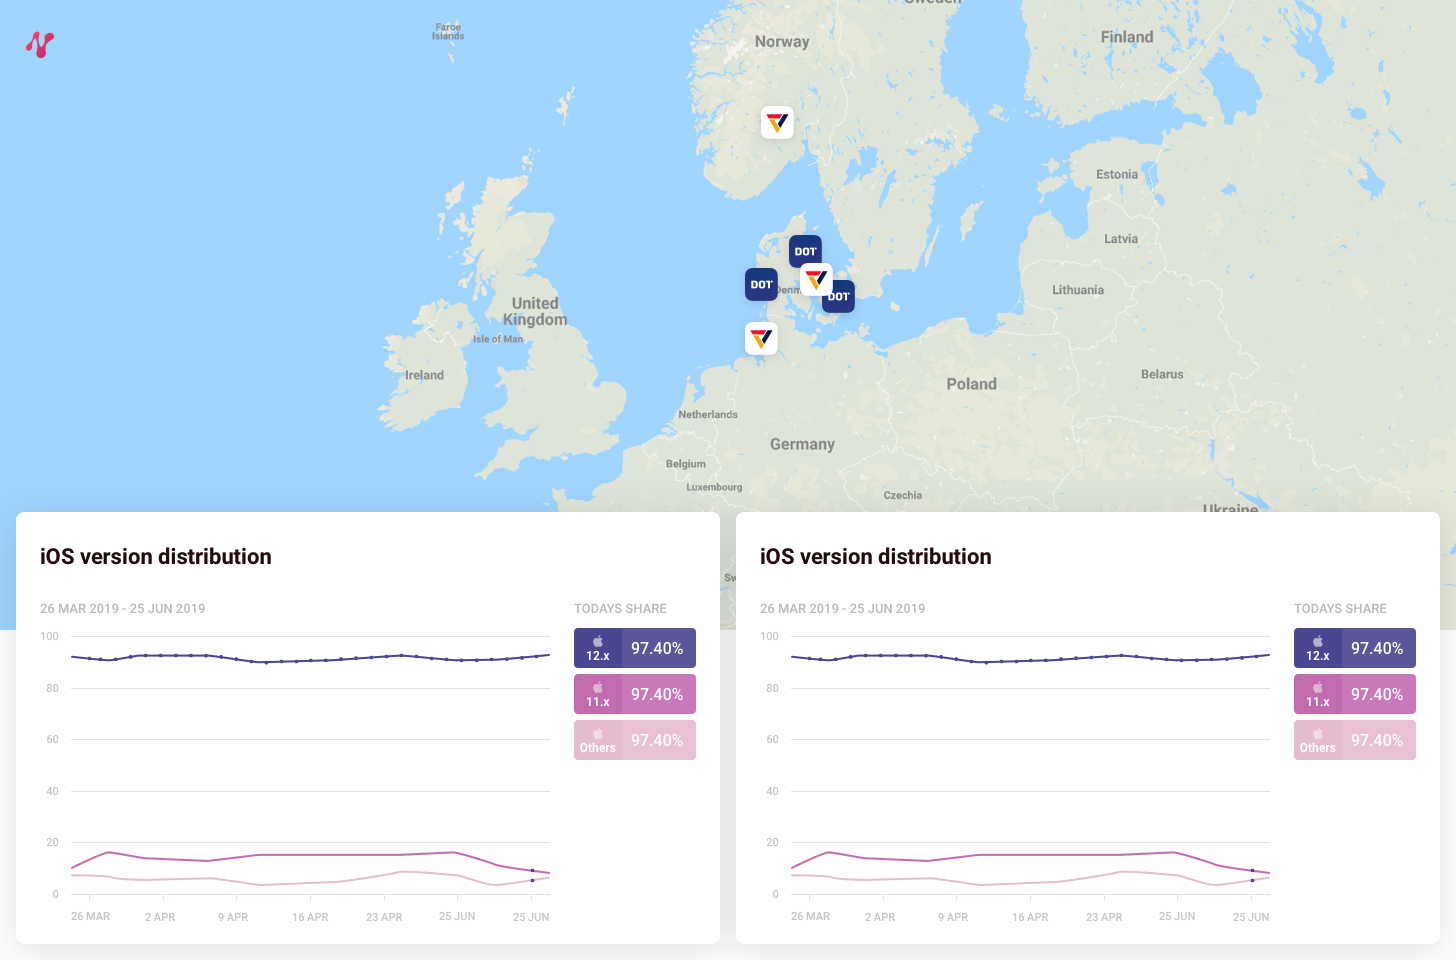 Sweden
Faroe
Islands
Norway
Finland
Estonia
Latvia
DOT
DOT
Denm
DOT
Lithuania
United
Kingdom
Isle of Man
Ireland
Belarus
Poland
Netherlands
Germany
Belgium
Luxembourg
Czechia
Ukraine
Sw
iOS version distribution
26 MAR 2019 - 25 JUN 2019
TODAYS SHARE
100
80
60
40
20
0
26 MAR
2 APR
9 APR
16 APR
23 APR
25 JUN
25 JUN
12.x
97.40%
11.x
97.40%
Others
97.40%
iOS version distribution
26 MAR 2019 - 25 JUN 2019
TODAYS SHARE
100
80
60
40
20
0
26 MAR
2 APR
9 APR
16 APR
23 APR
25 JUN
25 JUN
12.x
97.40%
11.x
97.40%
Others
97.40%